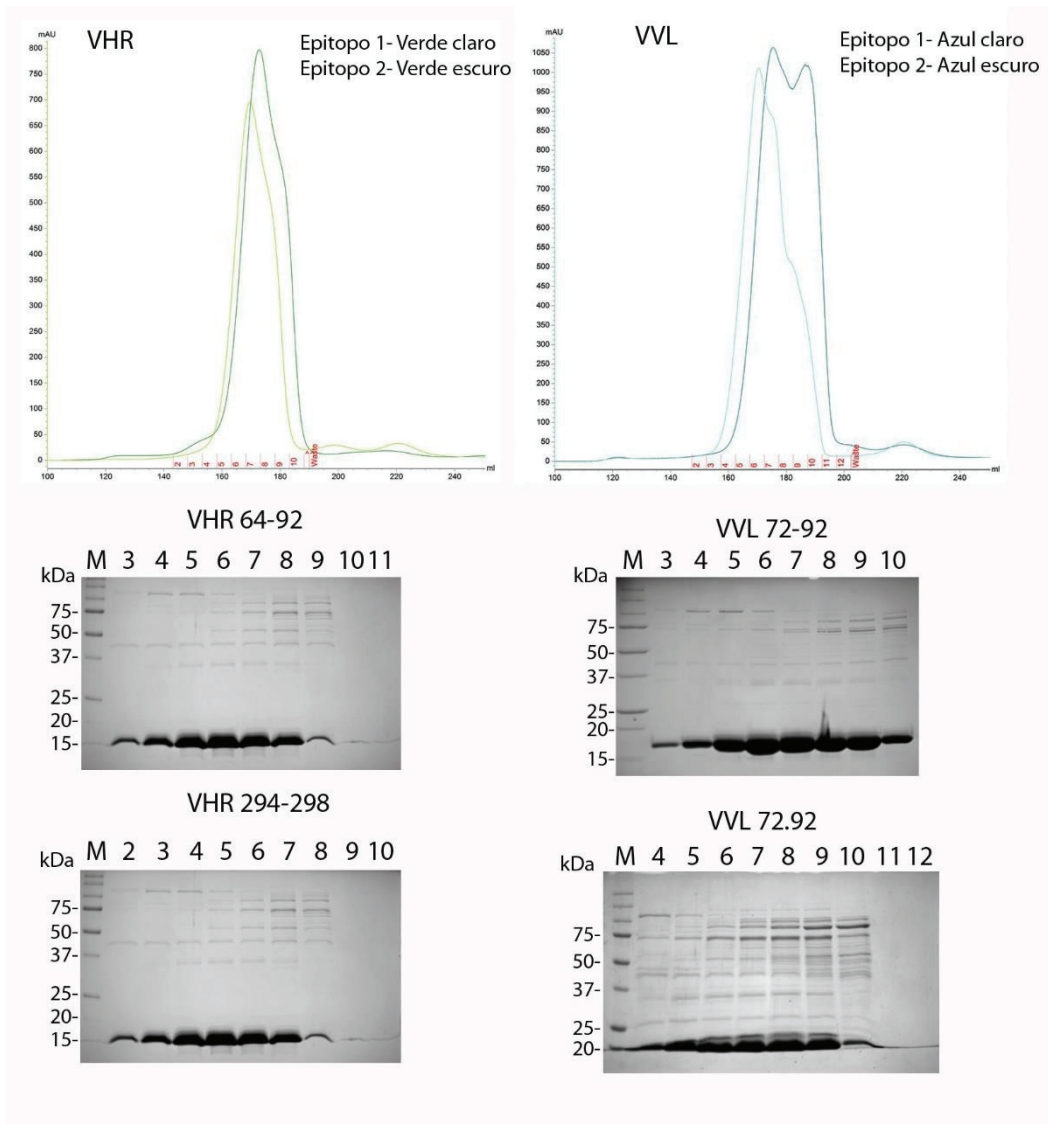 VHR
Epitopo 1- Verde claro
Epitopo 2- Verde escuro
mAU
800
750
700
650
600
550
500
450
400
350
300
250
200
150
100
50
0
100 120 140 160 180 200 220 240 ml
2 3 4 5 6 7 8 9 10 Waste
VVL
Epitopo 1- Azul claro
Epitopo 2- Azul escuro
mAU
1050
1000
950
900
850
800
750
700
650
600
550
500
450
400
350
300
250
200
150
100
50
0
100 120 140 160 180 200 220 240 ml
2 3 4 5 6 7 8 9 10 11 12 Waste
VHR 64-92
M 3 4 5 6 7 8 9 10 11
kDa
75-
50-
37-
25-
20-
15-
VVL 72-92
M 3 4 5 6 7 8 9 10
kDa
75-
50-
37-
25-
20-
15-
VHR 294-298
M 2 3 4 5 6 7 8 9 10
kDa
75-
50-
37-
25-
20-
15-
VVL 72.92
M 4 5 6 7 8 9 10 11 12
kDa
75-
50-
37-
25-
20-